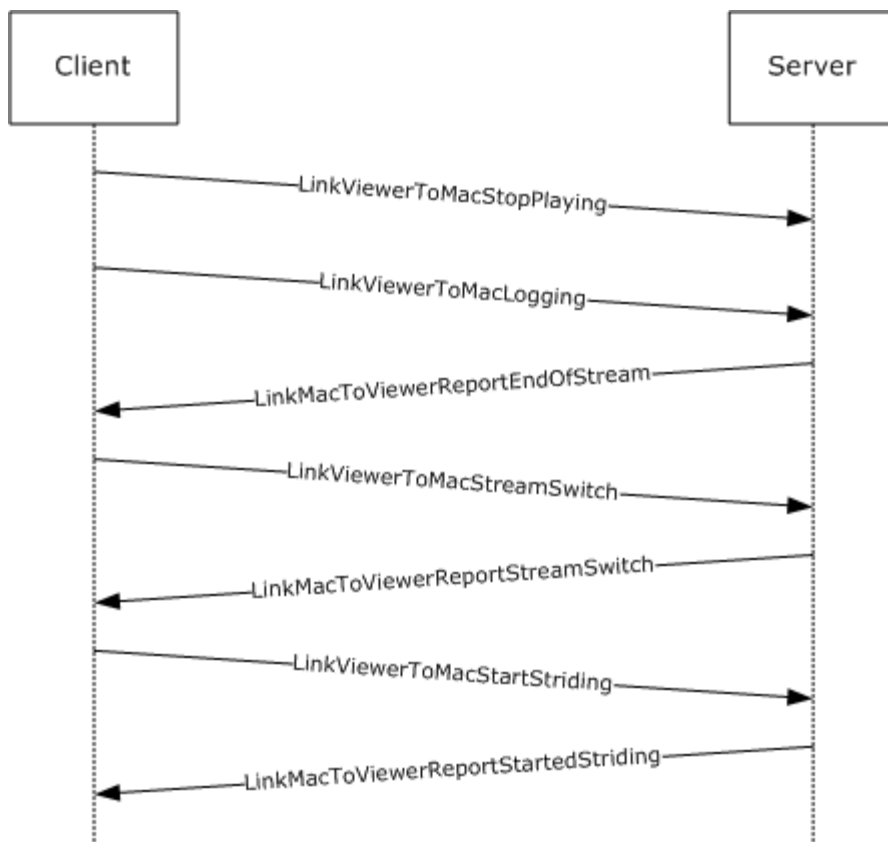 Client
Server
LinkViewerToMacStopPlaying
LinkViewerToMacLogging
LinkMacToViewerReportEndOfStream
LinkViewerToMacStreamSwitch
LinkMacToViewerReportStreamSwitch
LinkViewerToMacStartStriding
LinkMacToViewerReportStartedStriding